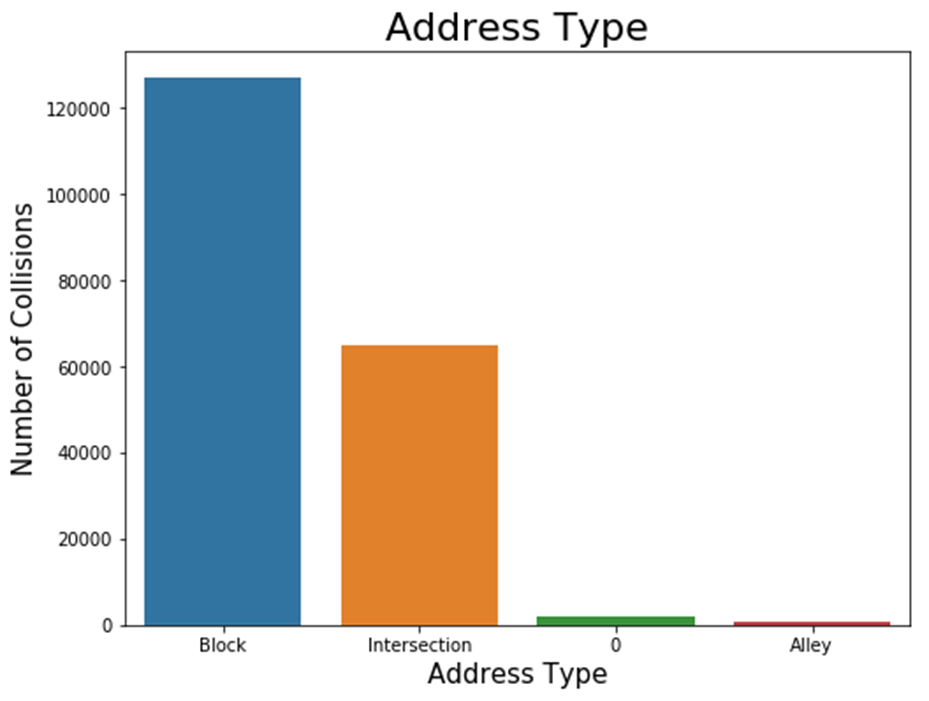 Address Type
Number of Collisions
120000
100000
80000
60000
40000
20000
0
Block Intersection 0 Alley
Address Type